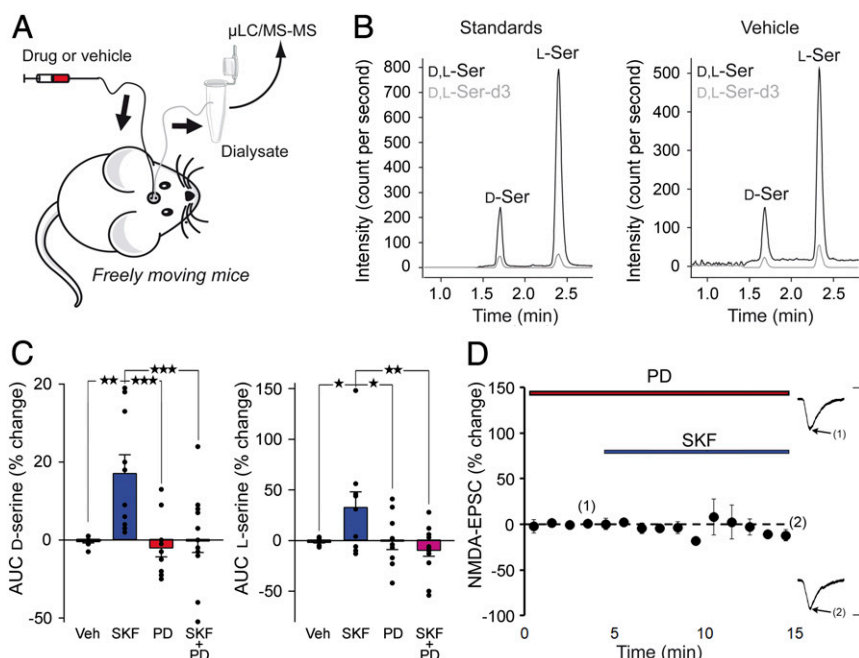 A
Drug or vehicle
µLC/MS-MS
Dialysate
Freely moving mice
B
Standards
Intensity (count per second)
800
700
600
500
400
300
200
100
0
D,L-Ser
D,L-Ser-d3
L-Ser
D-Ser
1.0 1.5 2.0 2.5
Time (min)
Vehicle
Intensity (count per second)
500
400
300
200
100
0
D,L-Ser
D,L-Ser-d3
L-Ser
D-Ser
1.0 1.5 2.0 2.5
Time (min)
C
AUC D-serine (% change)
20
20
0
-50
★★ ★★★
★★★
Veh SKF PD SKF
+
PD
AUC L-serine (% change)
150
100
50
0
-50
★ ★
★★
Veh SKF PD SKF
+
PD
D
NMDA-EPSC (% change)
150
100
50
0
-50
-100
PD
SKF
(1)
(2)
(1)
(2)
0 5 10 15
Time (min)